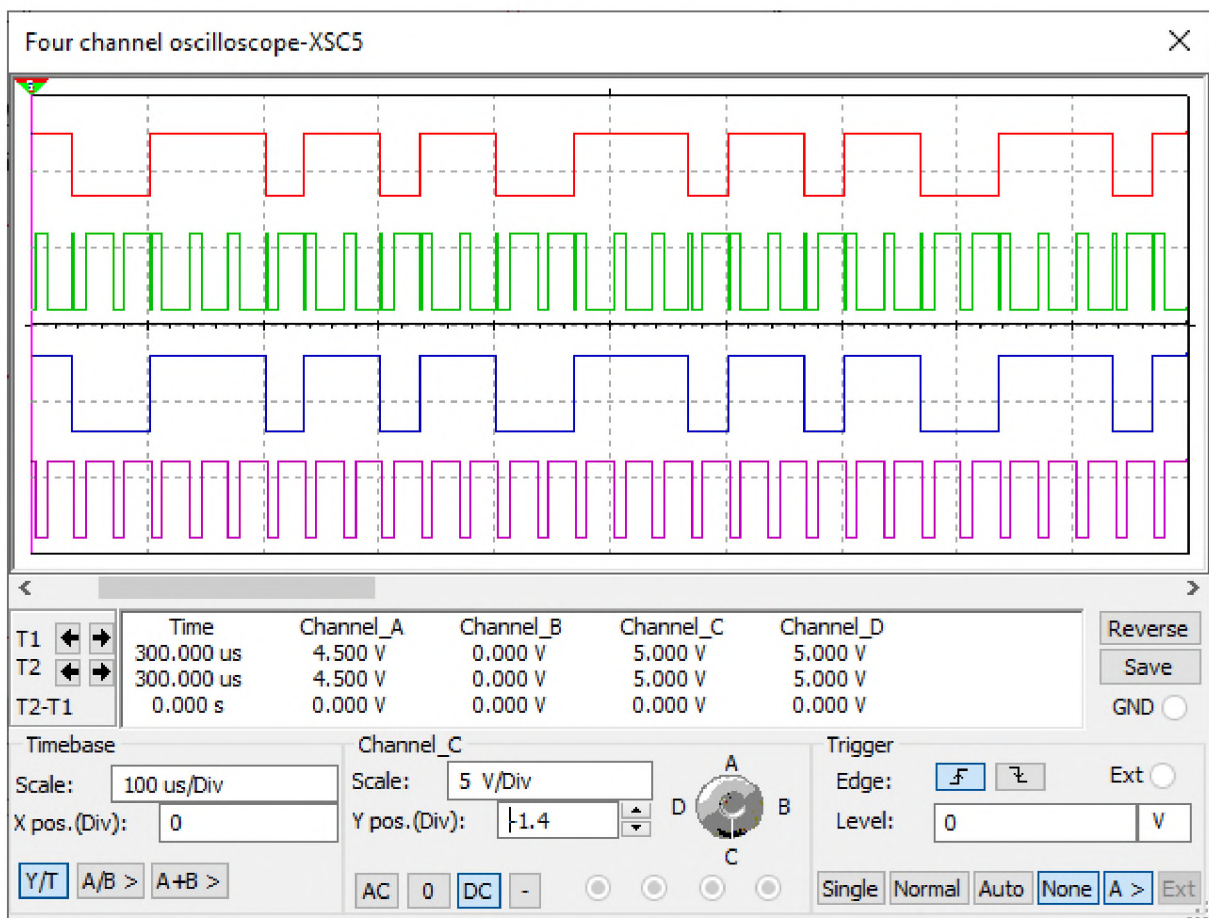 Four channel oscilloscope-XSC5
Time Channel_A Channel_B Channel_C Channel_D
T1 300.000 us 4.500 V 0.000 V 5.000 V 5.000 V
T2 300.000 us 4.500 V 0.000 V 5.000 V 5.000 V
T2-T1 0.000 s 0.000 V 0.000 V 0.000 V 0.000 V
Reverse
Save
GND
Timebase
Scale: 100 us/Div
X pos.(Div): 0
Y/T A/B > A+B >
Channel_C
Scale: 5 V/Div
Y pos.(Div): -1.4
AC 0 DC -
A
D B
C
Trigger
Edge: Ext
Level: 0 V
Single Normal Auto None A > Ext